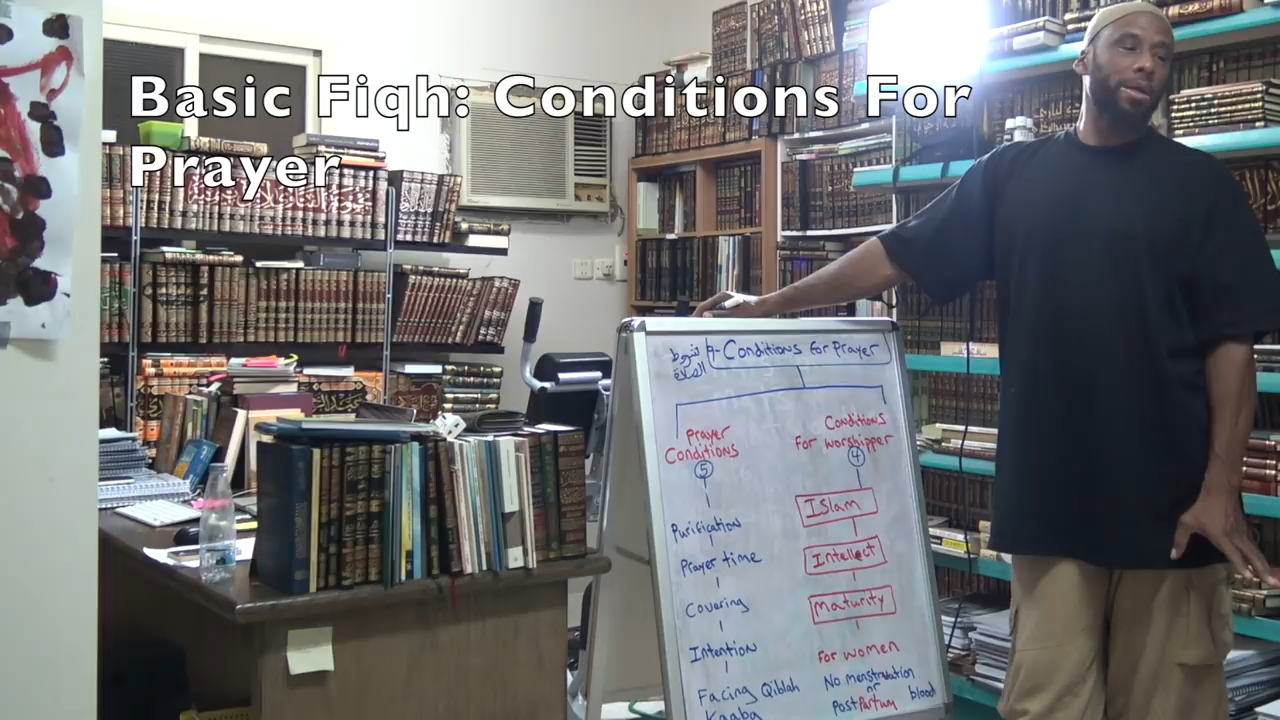 Basic Fiqh: Conditions For
Prayer
شروط
الصلاة
9-Conditions for Prayer
Prayer
Conditions
5
Purification
Prayer time
Covering
Intention
Facing Qiblah
Kaaba
Conditions
for worshipper
4
Islam
Intellect
Maturity
For women
No menstruation
or
Postpartum blood